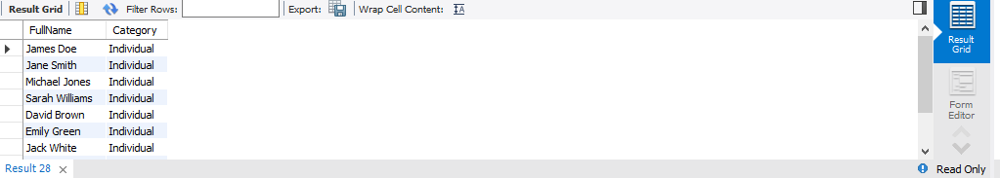 Result Grid Filter Rows: Export: Wrap Cell Content:
FullName Category
James Doe Individual
Jane Smith Individual
Michael Jones Individual
Sarah Williams Individual
David Brown Individual
Emily Green Individual
Jack White Individual
Result
Grid
Form
Editor
Result 28 Read Only